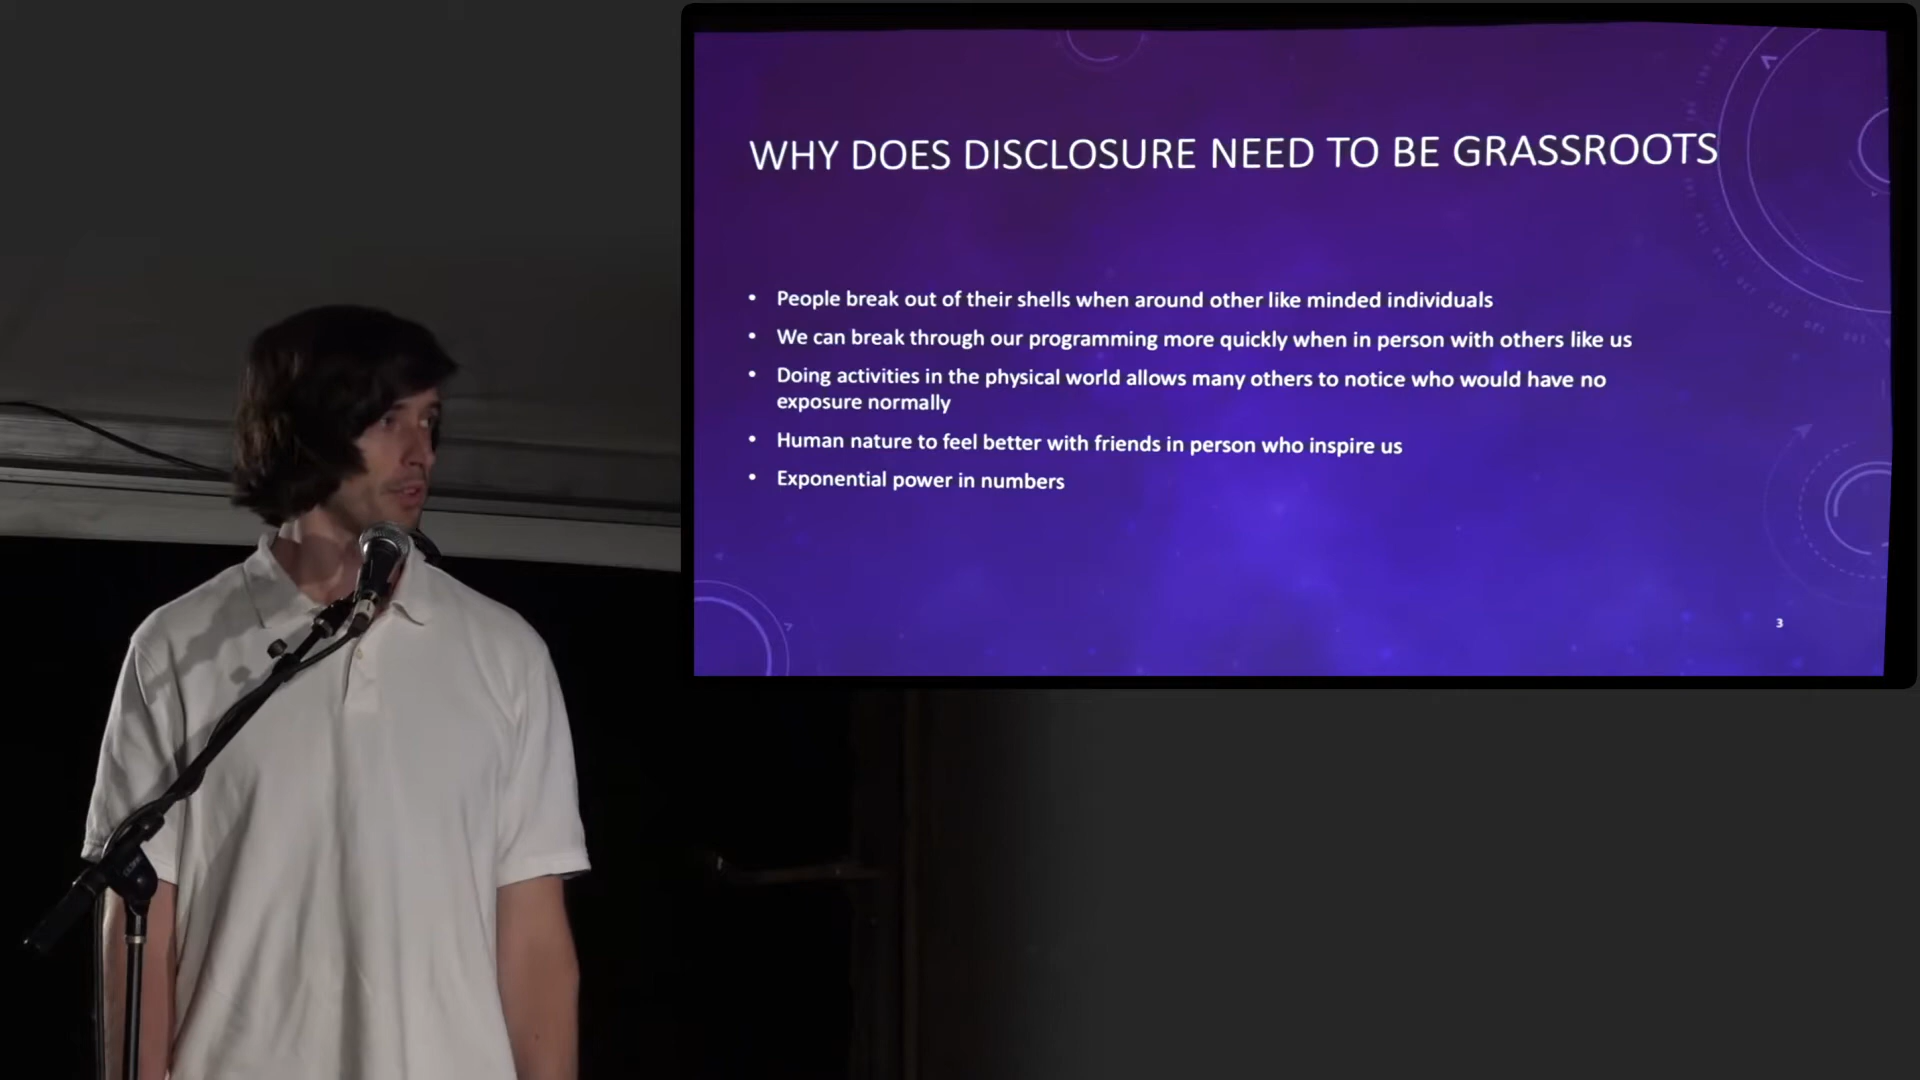 WHY DOES DISCLOSURE NEED TO BE GRASSROOTS
• People break out of their shells when around other like minded individuals
• We can break through our programming more quickly when in person with others like us
• Doing activities in the physical world allows many others to notice who would have no
exposure normally
• Human nature to feel better with friends in person who inspire us
• Exponential power in numbers
3